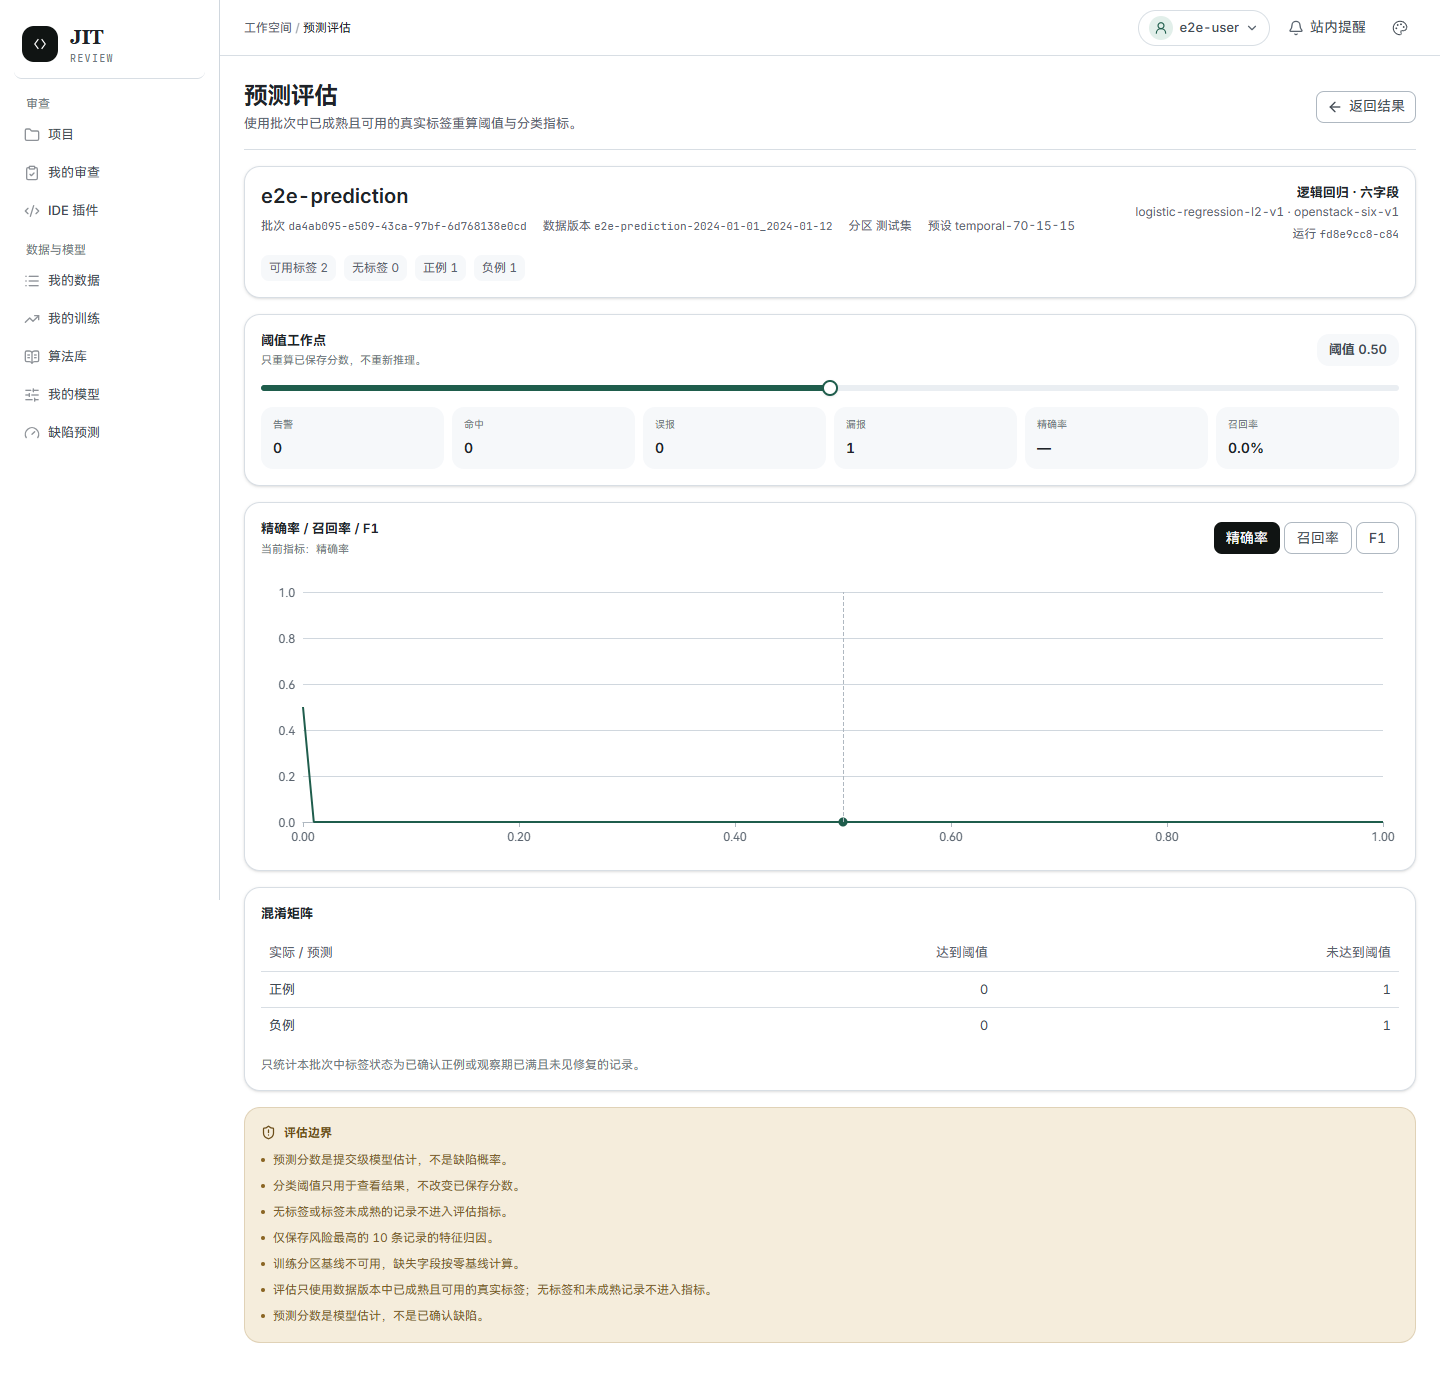 JIT
REVIEW
审查
项目
我的审查
IDE 插件
数据与模型
我的数据
我的训练
算法库
我的模型
缺陷预测
工作空间 / 预测评估
e2e-user
站内提醒
预测评估
使用批次中已成熟且可用的真实标签重算阈值与分类指标。
返回结果
e2e-prediction
批次 da4ab095-e509-43ca-97bf-6d768138e0cd 数据版本 e2e-prediction-2024-01-01_2024-01-12 分区 测试集 预设 temporal-70-15-15
可用标签 2 无标签 0 正例 1 负例 1
逻辑回归 · 六字段
logistic-regression-l2-v1 · openstack-six-v1
运行 fd8e9cc8-c84
阈值工作点
只重算已保存分数，不重新推理。
阈值 0.50
告警 命中 误报 漏报 精确率 召回率
0 0 0 1 — 0.0%
精确率 / 召回率 / F1
当前指标：精确率
精确率 召回率 F1
1.0
0.8
0.6
0.4
0.2
0.0
0.00 0.20 0.40 0.60 0.80 1.00
混淆矩阵
实际 / 预测 达到阈值 未达到阈值
正例 0 1
负例 0 1
只统计本批次中标签状态为已确认正例或观察期已满且未见修复的记录。
评估边界
预测分数是提交级模型估计，不是缺陷概率。
分类阈值只用于查看结果，不改变已保存分数。
无标签或标签未成熟的记录不进入评估指标。
仅保存风险最高的 10 条记录的特征归因。
训练分区基线不可用，缺失字段按零基线计算。
评估只使用数据版本中已成熟且可用的真实标签；无标签和未成熟记录不进入指标。
预测分数是模型估计，不是已确认缺陷。